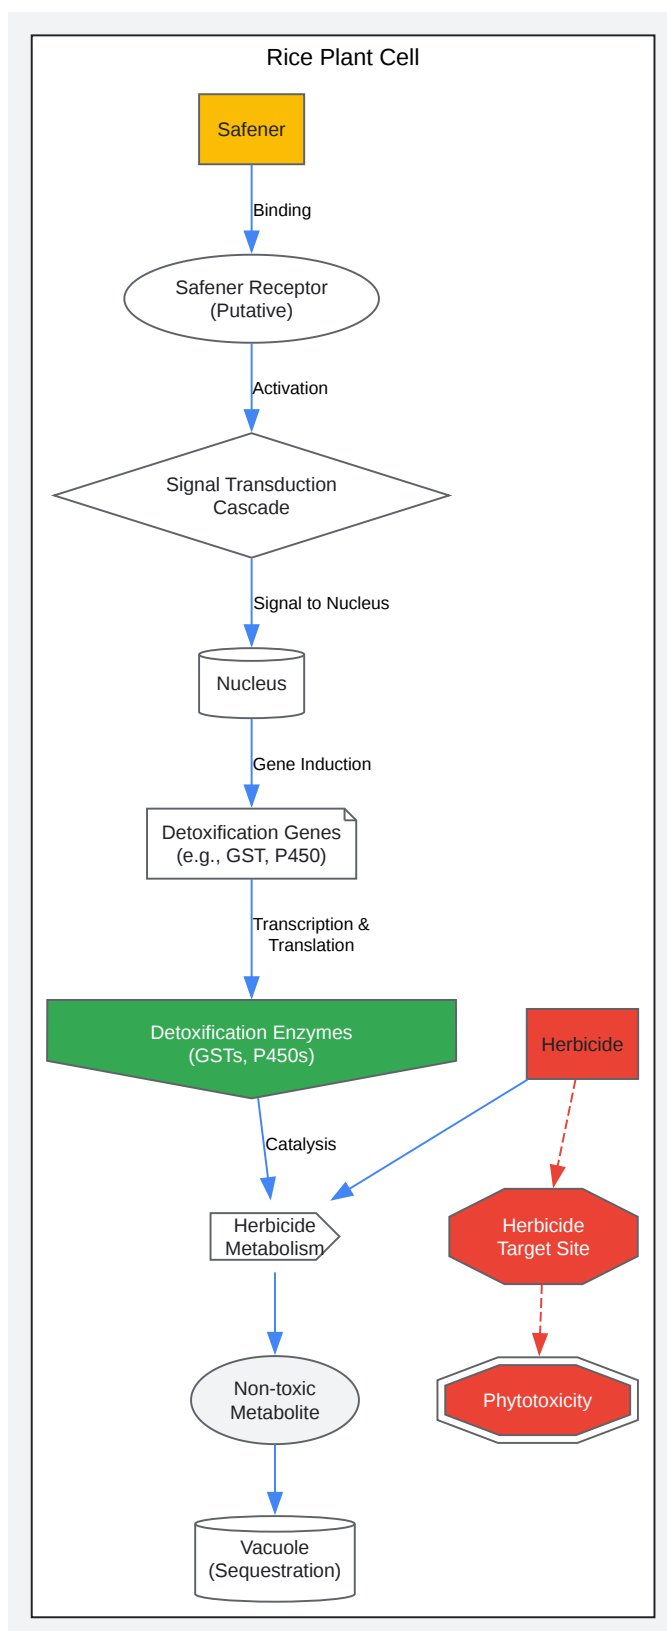 Rice Plant Cell
Safener
Binding
Safener Receptor
(Putative)
Activation
Signal Transduction
Cascade
Signal to Nucleus
Nucleus
Gene Induction
Detoxification Genes
(e.g., GST, P450)
Transcription &
Translation
Detoxification Enzymes
(GSTs, P450s)
Herbicide
Catalysis
Herbicide
Metabolism
Herbicide
Target Site
Non-toxic
Metabolite
Phytotoxicity
Vacuole
(Sequestration)